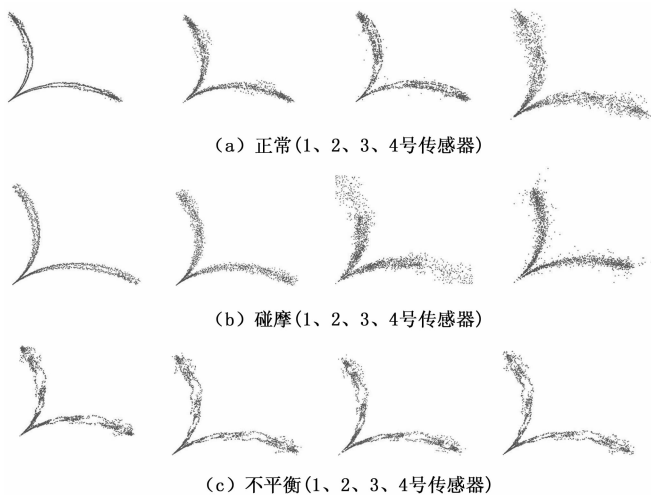 (a) 正常(1、2、3、4号传感器)
(b) 碰摩(1、2、3、4号传感器)
(c) 不平衡(1、2、3、4号传感器)